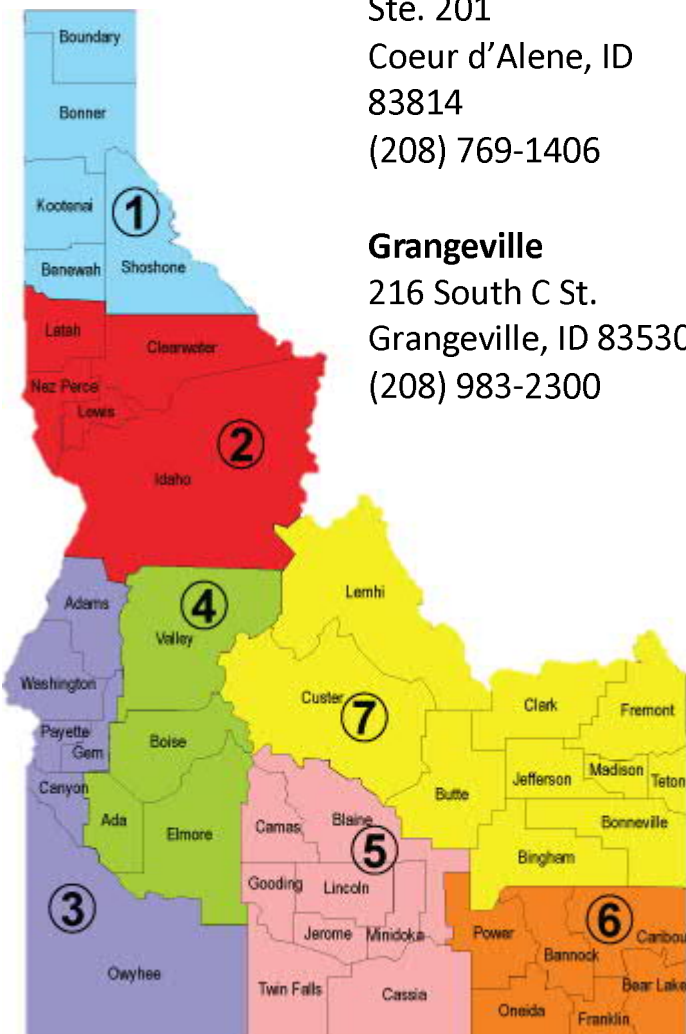 Ste. 201
Coeur d’Alene, ID
83814
(208) 769-1406
Grangeville
216 South C St.
Grangeville, ID 83530
(208) 983-2300
Boundary
Bonner
Kootenai
1
Benewah
Shoshone
Latah
Clearwater
Nez Perce
Lewis
2
Idaho
Adams
4
Valley
Lemhi
Washington
Custer
7
Clark
Fremont
Payette
Gem
Boise
Canyon
Butte
Jefferson
Madison
Teton
Ada
Elmore
Camas
Blaine
5
Bonneville
Bingham
3
Gooding
Lincoln
Jerome
Minidoka
Power
6
Caribou
Bannock
Owyhee
Twin Falls
Cassia
Bear Lake
Oneida
Franklin